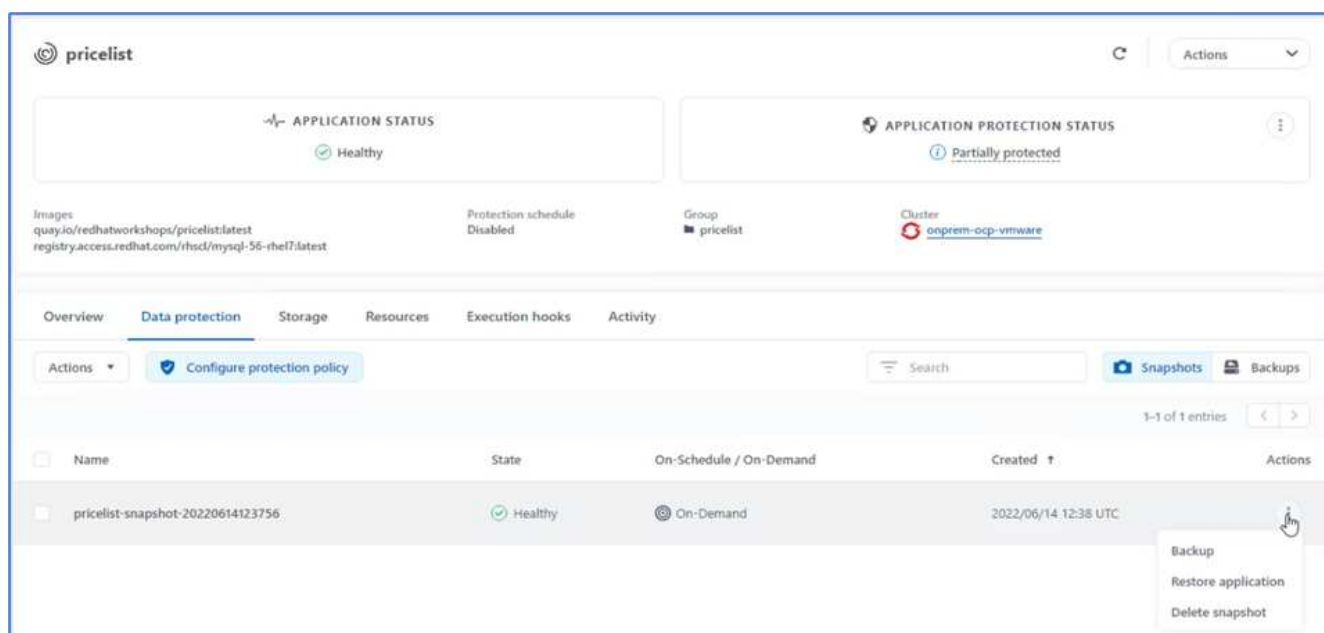 pricelist
Actions
APPLICATION STATUS
Healthy
APPLICATION PROTECTION STATUS
Partially protected
Images
quay.io/redhatworkshops/pricelist:latest
registry.access.redhat.com/rhscl/mysql-56-rhel7:latest
Protection schedule
Disabled
Group
pricelist
Cluster
onprem-ocp-vmware
Overview Data protection Storage Resources Execution hooks Activity
Actions Configure protection policy Search Snapshots Backups
1-1 of 1 entries
Name State On-Schedule / On-Demand Created ↑ Actions
pricelist-snapshot-20220614123756 Healthy On-Demand 2022/06/14 12:38 UTC
Backup
Restore application
Delete snapshot